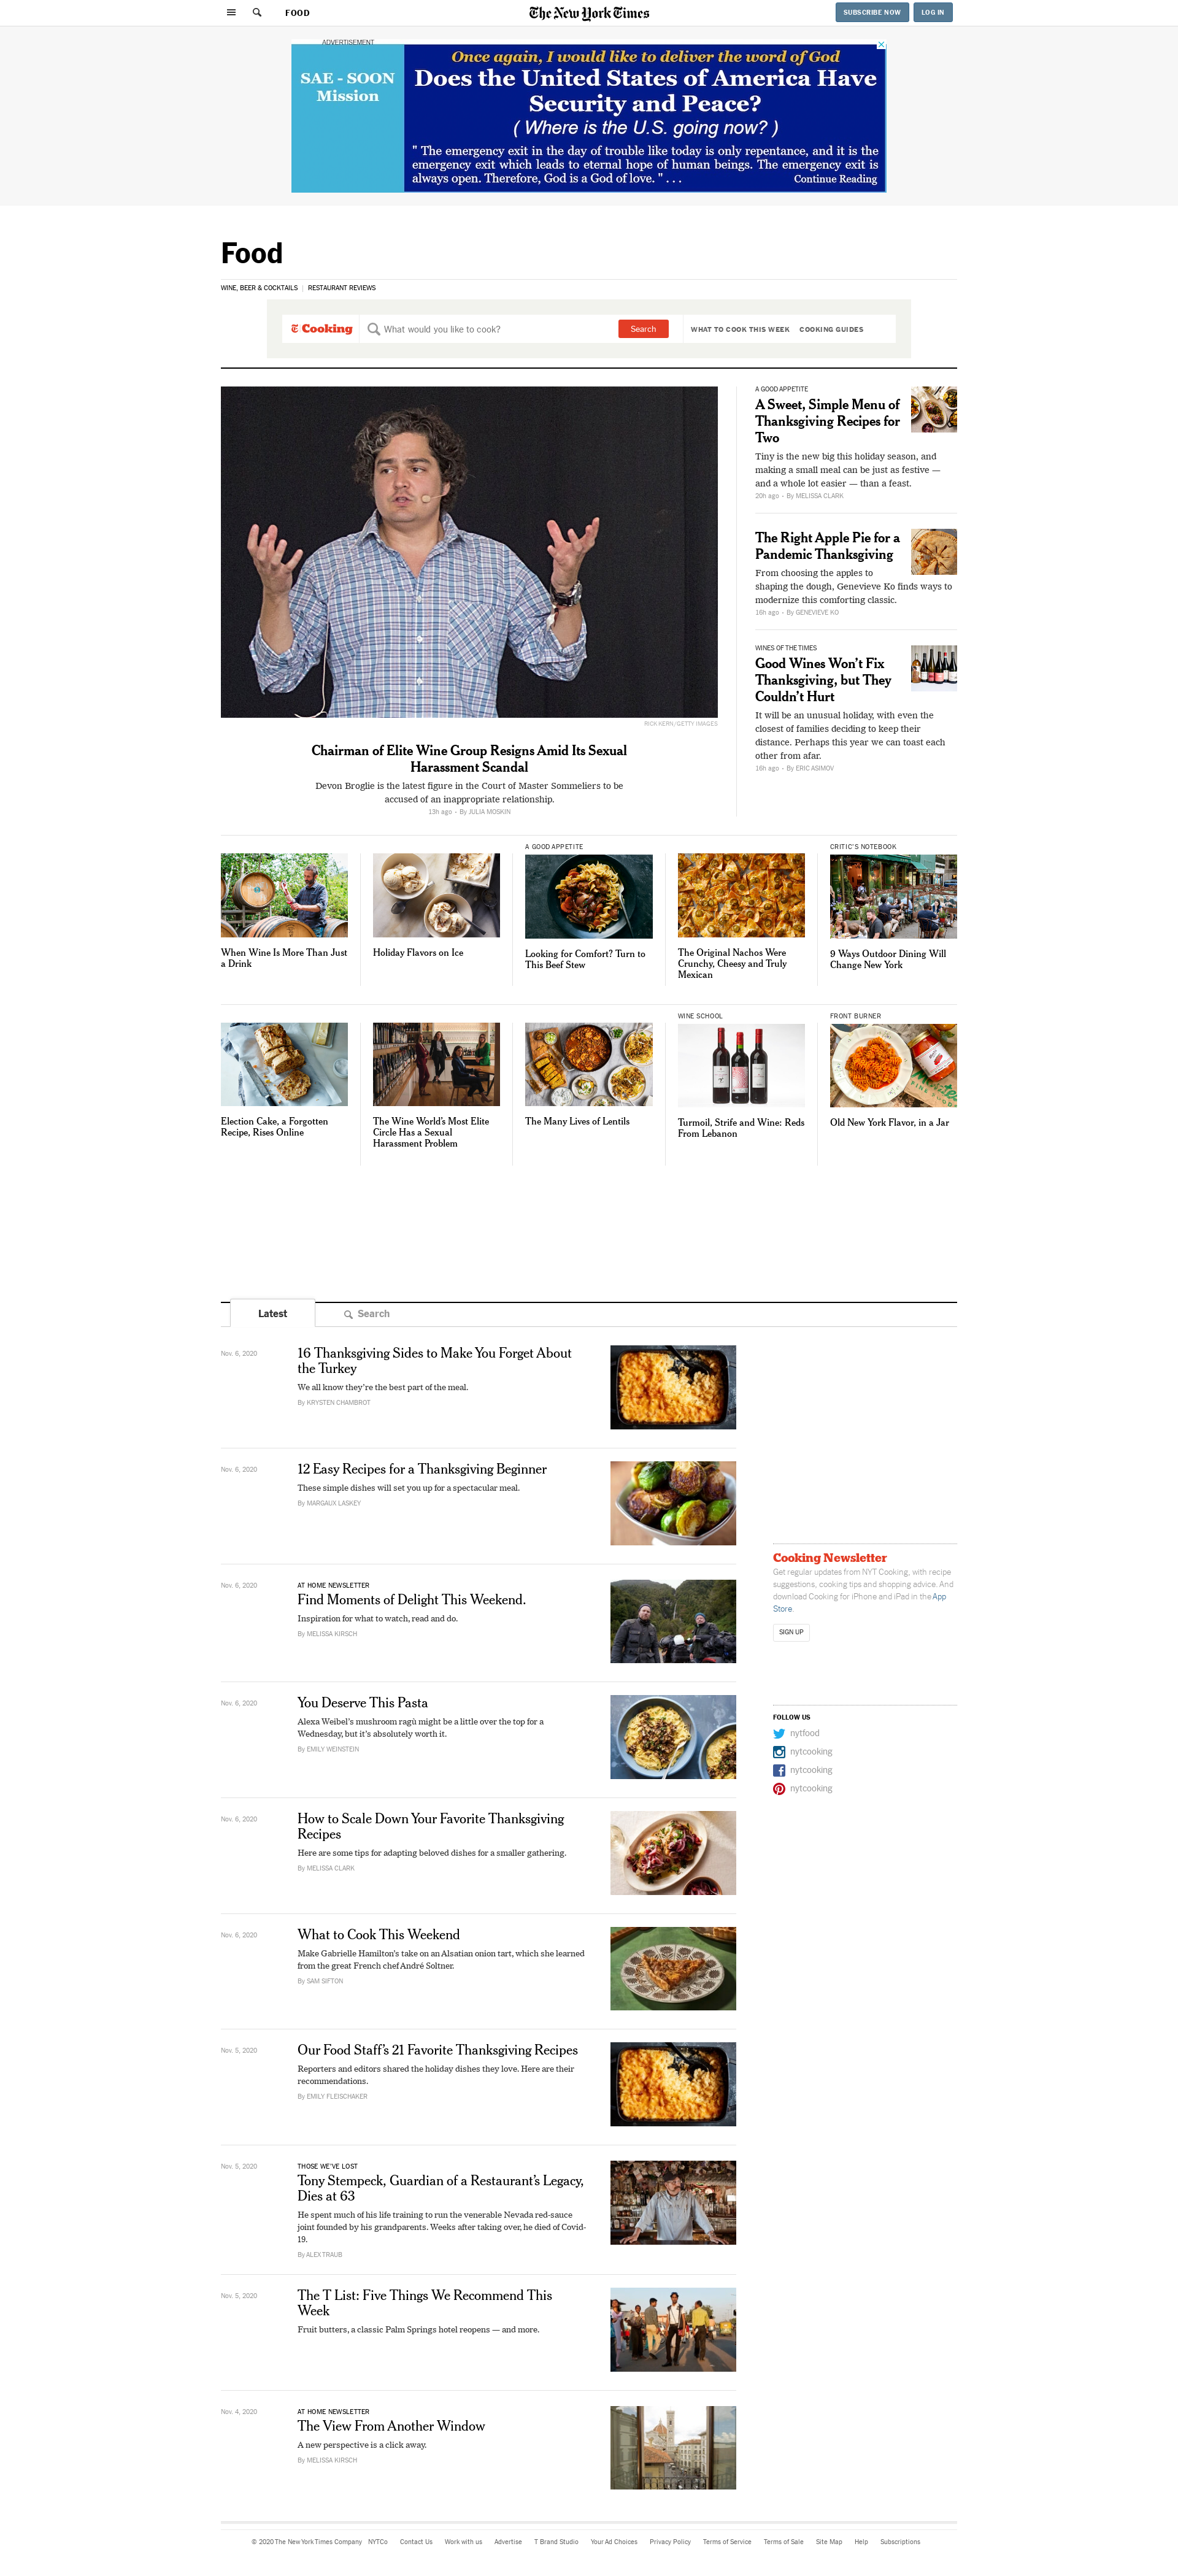 FOOD
The New York Times
SUBSCRIBE NOW
LOG IN
ADVERTISEMENT
SAE - SOON
Mission
Once again, I would like to deliver the word of God
Does the United States of America Have
Security and Peace?
( Where is the U.S. going now? )
" The emergency exit in the day of trouble like today is only repentance, and it is the
emergency exit which leads to eternal hope of human beings. The emergency exit is
always open. Therefore, God is a God of love. " . . .
Continue Reading
Food
WINE, BEER & COCKTAILS | RESTAURANT REVIEWS
Cooking
What would you like to cook?
Search
WHAT TO COOK THIS WEEK
COOKING GUIDES
RICK KERN/GETTY IMAGES
Chairman of Elite Wine Group Resigns Amid Its Sexual
Harassment Scandal
Devon Broglie is the latest figure in the Court of Master Sommeliers to be
accused of an inappropriate relationship.
13h ago • By JULIA MOSKIN
A GOOD APPETITE
A Sweet, Simple Menu of
Thanksgiving Recipes for
Two
Tiny is the new big this holiday season, and
making a small meal can be just as festive —
and a whole lot easier — than a feast.
20h ago • By MELISSA CLARK
The Right Apple Pie for a
Pandemic Thanksgiving
From choosing the apples to
shaping the dough, Genevieve Ko finds ways to
modernize this comforting classic.
16h ago • By GENEVIEVE KO
WINES OF THE TIMES
Good Wines Won’t Fix
Thanksgiving, but They
Couldn’t Hurt
It will be an unusual holiday, with even the
closest of families deciding to keep their
distance. Perhaps this year we can toast each
other from afar.
16h ago • By ERIC ASIMOV
When Wine Is More Than Just
a Drink
Holiday Flavors on Ice
A GOOD APPETITE
Looking for Comfort? Turn to
This Beef Stew
The Original Nachos Were
Crunchy, Cheesy and Truly
Mexican
CRITIC’S NOTEBOOK
9 Ways Outdoor Dining Will
Change New York
Election Cake, a Forgotten
Recipe, Rises Online
The Wine World’s Most Elite
Circle Has a Sexual
Harassment Problem
The Many Lives of Lentils
WINE SCHOOL
Turmoil, Strife and Wine: Reds
From Lebanon
FRONT BURNER
Old New York Flavor, in a Jar
Latest
Search
Nov. 6, 2020
16 Thanksgiving Sides to Make You Forget About
the Turkey
We all know they’re the best part of the meal.
By KRYSTEN CHAMBROT
Nov. 6, 2020
12 Easy Recipes for a Thanksgiving Beginner
These simple dishes will set you up for a spectacular meal.
By MARGAUX LASKEY
Nov. 6, 2020
AT HOME NEWSLETTER
Find Moments of Delight This Weekend.
Inspiration for what to watch, read and do.
By MELISSA KIRSCH
Nov. 6, 2020
You Deserve This Pasta
Alexa Weibel’s mushroom ragù might be a little over the top for a
Wednesday, but it’s absolutely worth it.
By EMILY WEINSTEIN
Nov. 6, 2020
How to Scale Down Your Favorite Thanksgiving
Recipes
Here are some tips for adapting beloved dishes for a smaller gathering.
By MELISSA CLARK
Nov. 6, 2020
What to Cook This Weekend
Make Gabrielle Hamilton’s take on an Alsatian onion tart, which she learned
from the great French chef André Soltner.
By SAM SIFTON
Nov. 5, 2020
Our Food Staff’s 21 Favorite Thanksgiving Recipes
Reporters and editors shared the holiday dishes they love. Here are their
recommendations.
By EMILY FLEISCHAKER
Nov. 5, 2020
THOSE WE’VE LOST
Tony Stempeck, Guardian of a Restaurant’s Legacy,
Dies at 63
He spent much of his life training to run the venerable Nevada red-sauce
joint founded by his grandparents. Weeks after taking over, he died of Covid-
19.
By ALEX TRAUB
Nov. 5, 2020
The T List: Five Things We Recommend This
Week
Fruit butters, a classic Palm Springs hotel reopens — and more.
Nov. 4, 2020
AT HOME NEWSLETTER
The View From Another Window
A new perspective is a click away.
By MELISSA KIRSCH
Cooking Newsletter
Get regular updates from NYT Cooking, with recipe
suggestions, cooking tips and shopping advice. And
download Cooking for iPhone and iPad in the App
Store.
SIGN UP
FOLLOW US
nytfood
nytcooking
nytcooking
nytcooking
© 2020 The New York Times Company NYTCo Contact Us Work with us Advertise T Brand Studio Your Ad Choices Privacy Policy Terms of Service Terms of Sale Site Map Help Subscriptions